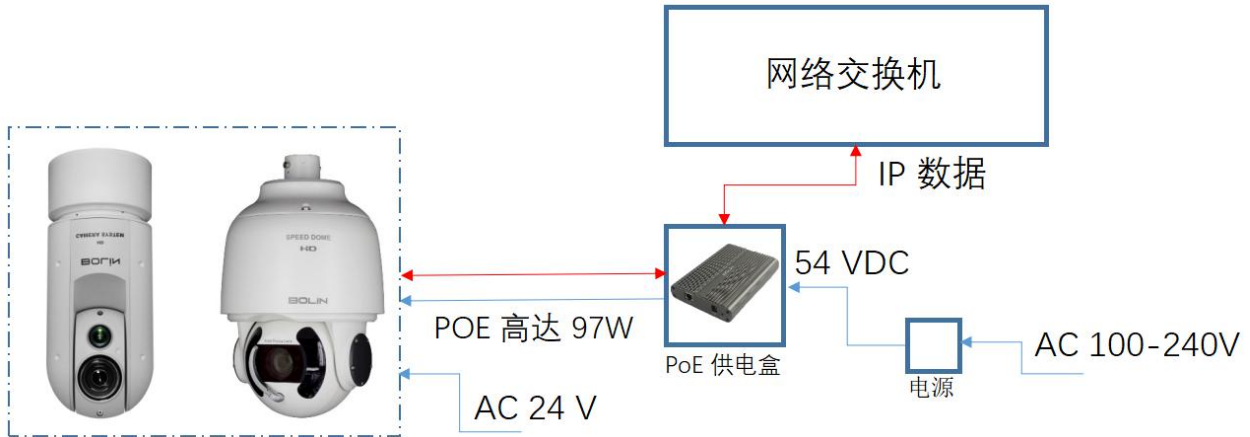 网络交换机
IP 数据
SPEED DOME
HD
BOLIN
BOLIN
54 VDC
POE 高达 97W
PoE 供电盒
电源
AC 100-240V
AC 24 V